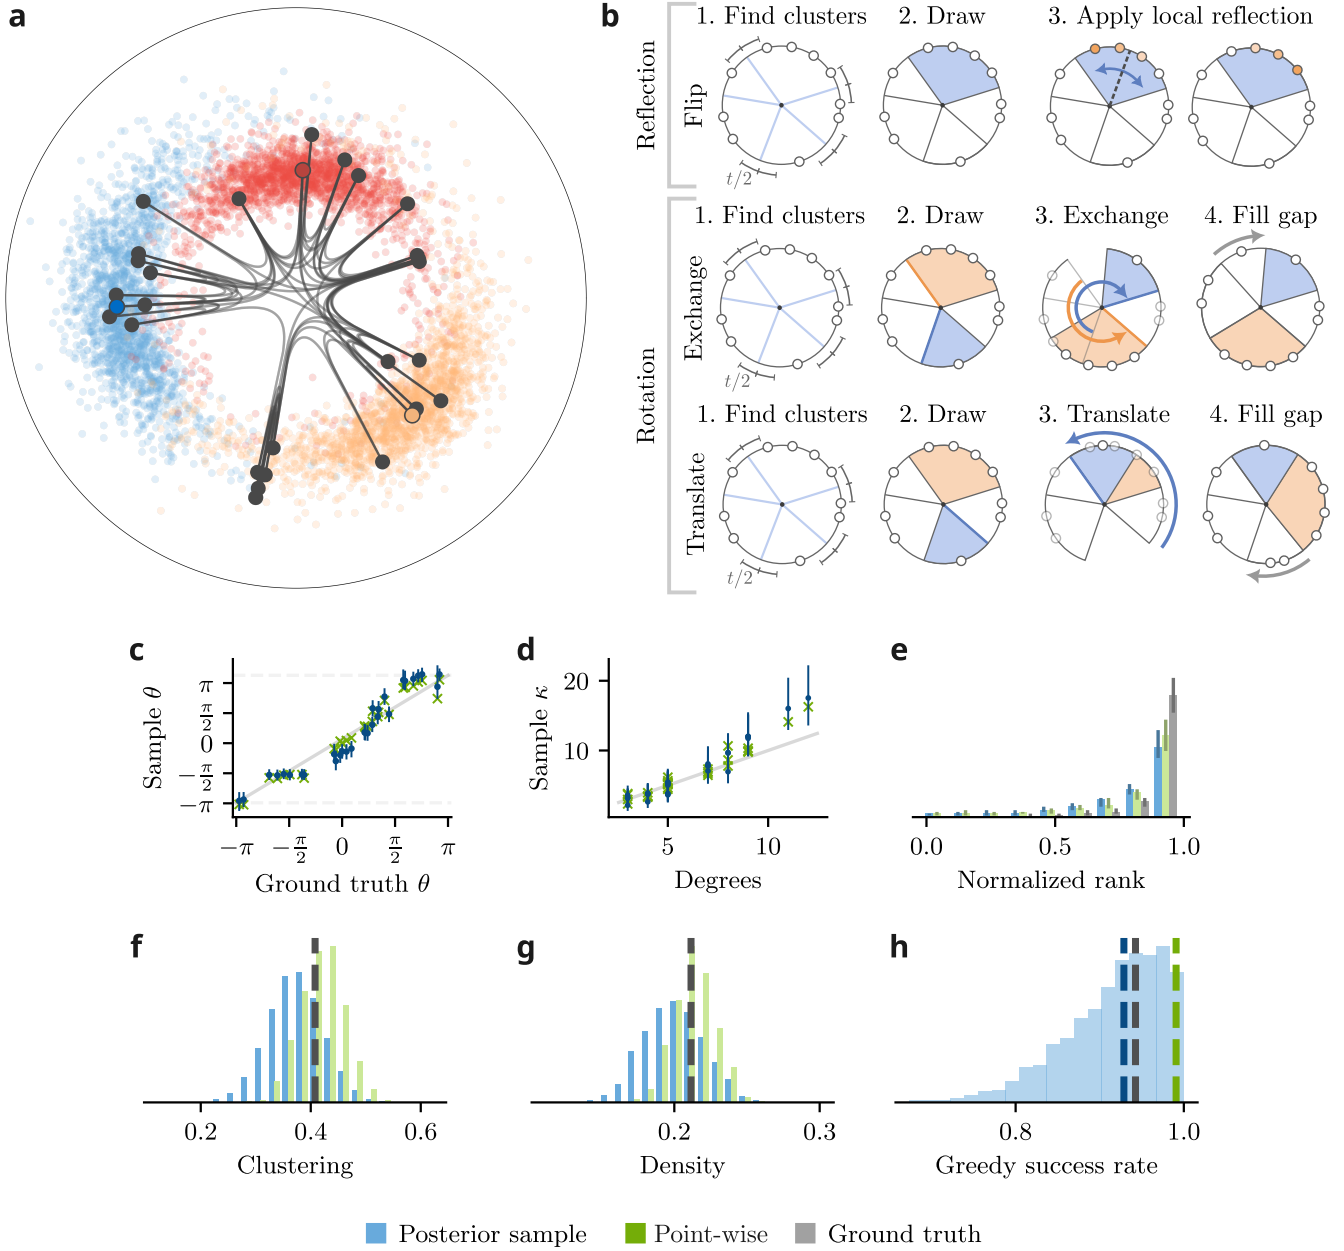 a
b
Reflection
Flip
1. Find clusters 2. Draw 3. Apply local reflection
t/2
Rotation
Exchange
1. Find clusters 2. Draw 3. Exchange 4. Fill gap
t/2
Translate
1. Find clusters 2. Draw 3. Translate 4. Fill gap
t/2
c
Sample θ
π
π/2
0
−π/2
−π
−π −π/2 0 π/2 π
Ground truth θ
d
Sample κ
20
10
5 10
Degrees
e
0.0 0.5 1.0
Normalized rank
f
0.2 0.4 0.6
Clustering
g
0.2 0.3
Density
h
0.8 1.0
Greedy success rate
Posterior sample Point-wise Ground truth